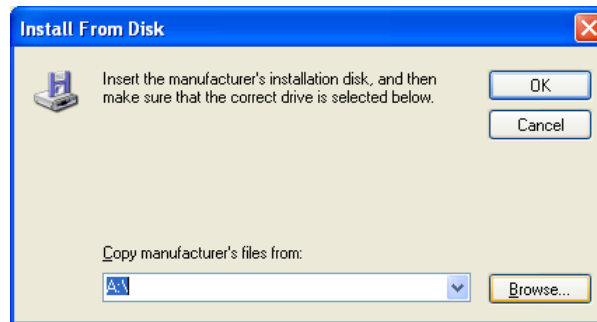 Install From Disk
Insert the manufacturer's installation disk, and then
make sure that the correct drive is selected below.
OK
Cancel
Copy manufacturer's files from:
A:\
Browse...